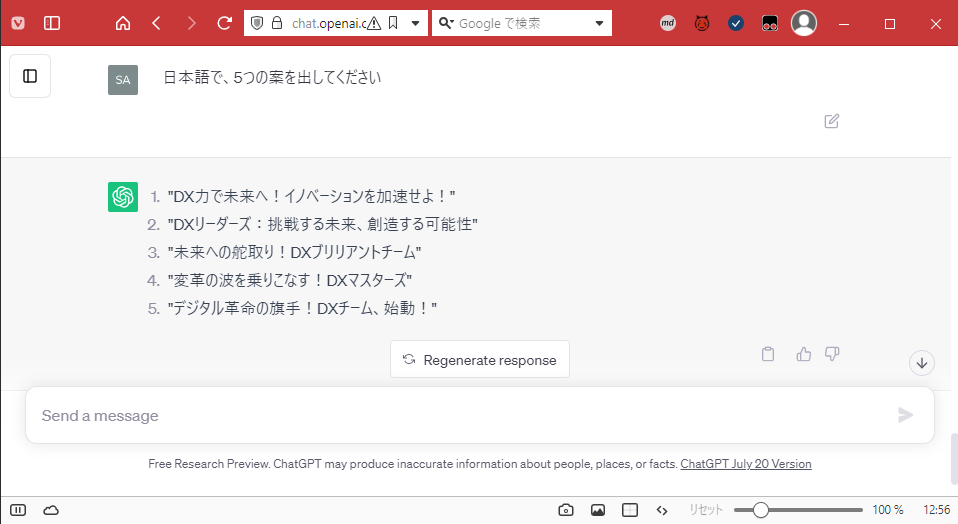 chat.openai.c
Google で検索
md
SA
日本語で、5つの案を出してください
1. "DX力で未来へ！イノベーションを加速せよ！"
2. "DXリーダーズ：挑戦する未来、創造する可能性"
3. "未来への舵取り！DXブリリアントチーム"
4. "変革の波を乗りこなす！DXマスターズ"
5. "デジタル革命の旗手！DXチーム、始動！"
Regenerate response
Send a message
Free Research Preview. ChatGPT may produce inaccurate information about people, places, or facts. ChatGPT July 20 Version
リセット 100 % 12:56